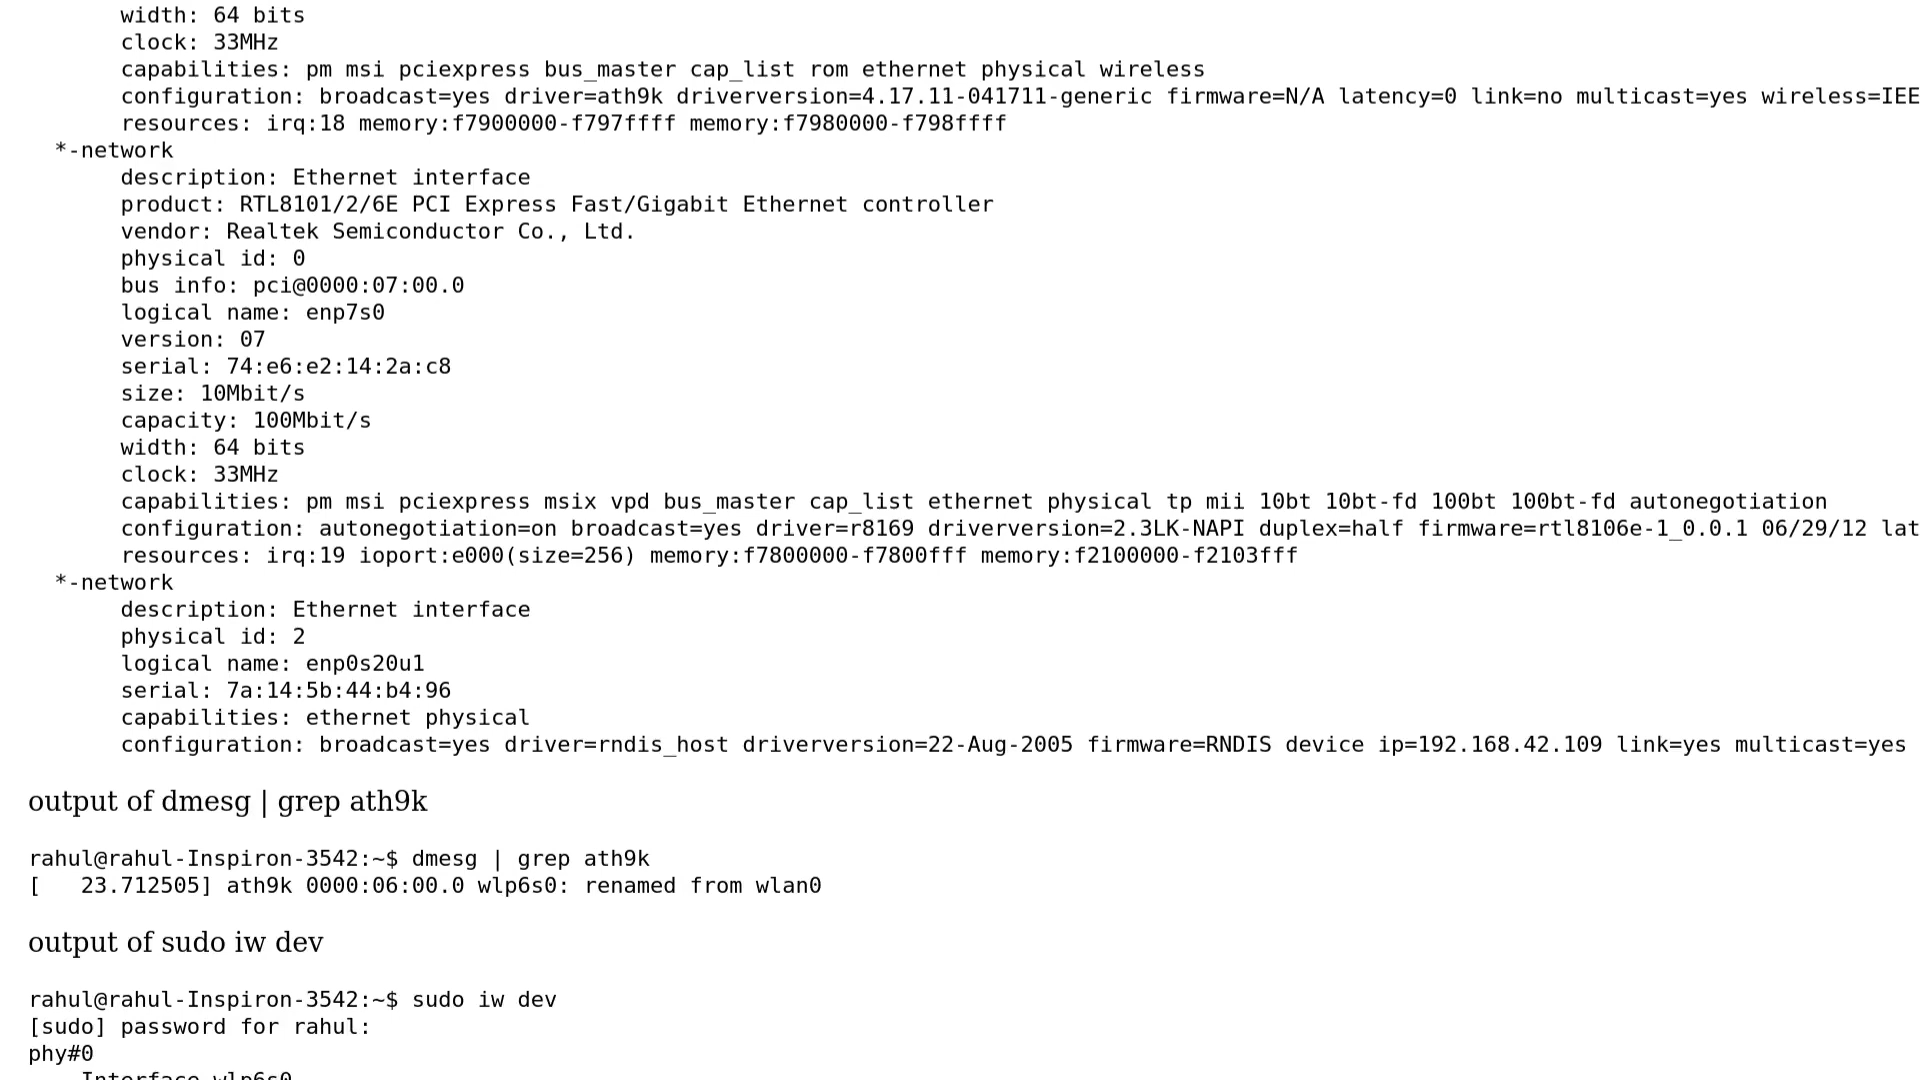 width: 64 bits
clock: 33MHz
capabilities: pm msi pciexpress bus_master cap_list rom ethernet physical wireless
configuration: broadcast=yes driver=ath9k driverversion=4.17.11-041711-generic firmware=N/A latency=0 link=no multicast=yes wireless=IEE
resources: irq:18 memory:f7900000-f797ffff memory:f7980000-f798ffff
*-network
description: Ethernet interface
product: RTL8101/2/6E PCI Express Fast/Gigabit Ethernet controller
vendor: Realtek Semiconductor Co., Ltd.
physical id: 0
bus info: pci@0000:07:00.0
logical name: enp7s0
version: 07
serial: 74:e6:e2:14:2a:c8
size: 10Mbit/s
capacity: 100Mbit/s
width: 64 bits
clock: 33MHz
capabilities: pm msi pciexpress msix vpd bus_master cap_list ethernet physical tp mii 10bt 10bt-fd 100bt 100bt-fd autonegotiation
configuration: autonegotiation=on broadcast=yes driver=r8169 driverversion=2.3LK-NAPI duplex=half firmware=rtl8106e-1_0.0.1 06/29/12 lat
resources: irq:19 ioport:e000(size=256) memory:f7800000-f7800fff memory:f2100000-f2103fff
*-network
description: Ethernet interface
physical id: 2
logical name: enp0s20u1
serial: 7a:14:5b:44:b4:96
capabilities: ethernet physical
configuration: broadcast=yes driver=rndis_host driverversion=22-Aug-2005 firmware=RNDIS device ip=192.168.42.109 link=yes multicast=yes
output of dmesg | grep ath9k
rahul@rahul-Inspiron-3542:~$ dmesg | grep ath9k
[   23.712505] ath9k 0000:06:00.0 wlp6s0: renamed from wlan0
output of sudo iw dev
rahul@rahul-Inspiron-3542:~$ sudo iw dev
[sudo] password for rahul:
phy#0
Interface wlp6s0